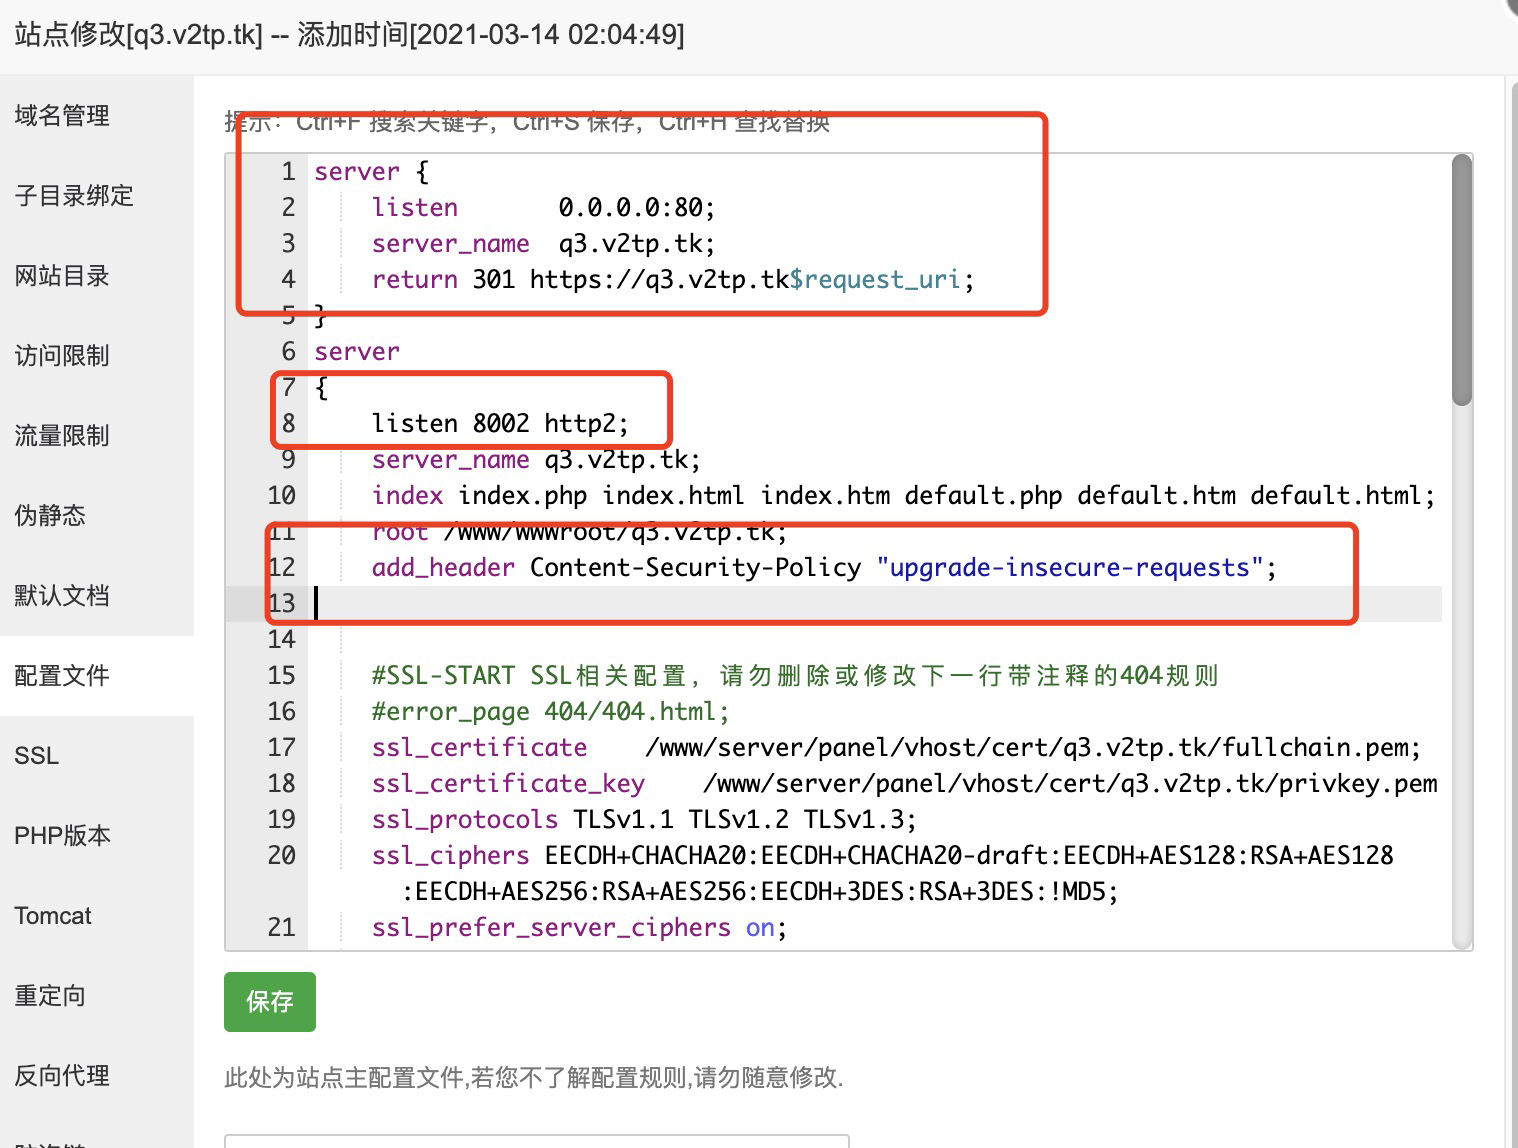 站点修改[q3.v2tp.tk] -- 添加时间[2021-03-14 02:04:49]
域名管理
子目录绑定
网站目录
访问限制
流量限制
伪静态
默认文档
配置文件
SSL
PHP版本
Tomcat
重定向
反向代理
防盗链
提示：Ctrl+F 搜索关键字，Ctrl+S 保存，Ctrl+H 查找替换
1 server {
2 listen 0.0.0.0:80;
3 server_name q3.v2tp.tk;
4 return 301 https://q3.v2tp.tk$request_uri;
5 }
6 server
7 {
8 listen 8002 http2;
9 server_name q3.v2tp.tk;
10 index index.php index.html index.htm default.php default.htm default.html;
11 root /www/wwwroot/q3.v2tp.tk;
12 add_header Content-Security-Policy "upgrade-insecure-requests";
13
14
15 #SSL-START SSL相关配置，请勿删除或修改下一行带注释的404规则
16 #error_page 404/404.html;
17 ssl_certificate /www/server/panel/vhost/cert/q3.v2tp.tk/fullchain.pem;
18 ssl_certificate_key /www/server/panel/vhost/cert/q3.v2tp.tk/privkey.pem
19 ssl_protocols TLSv1.1 TLSv1.2 TLSv1.3;
20 ssl_ciphers EECDH+CHACHA20:EECDH+CHACHA20-draft:EECDH+AES128:RSA+AES128
:EECDH+AES256:RSA+AES256:EECDH+3DES:RSA+3DES:!MD5;
21 ssl_prefer_server_ciphers on;
保存
此处为站点主配置文件,若您不了解配置规则,请勿随意修改.